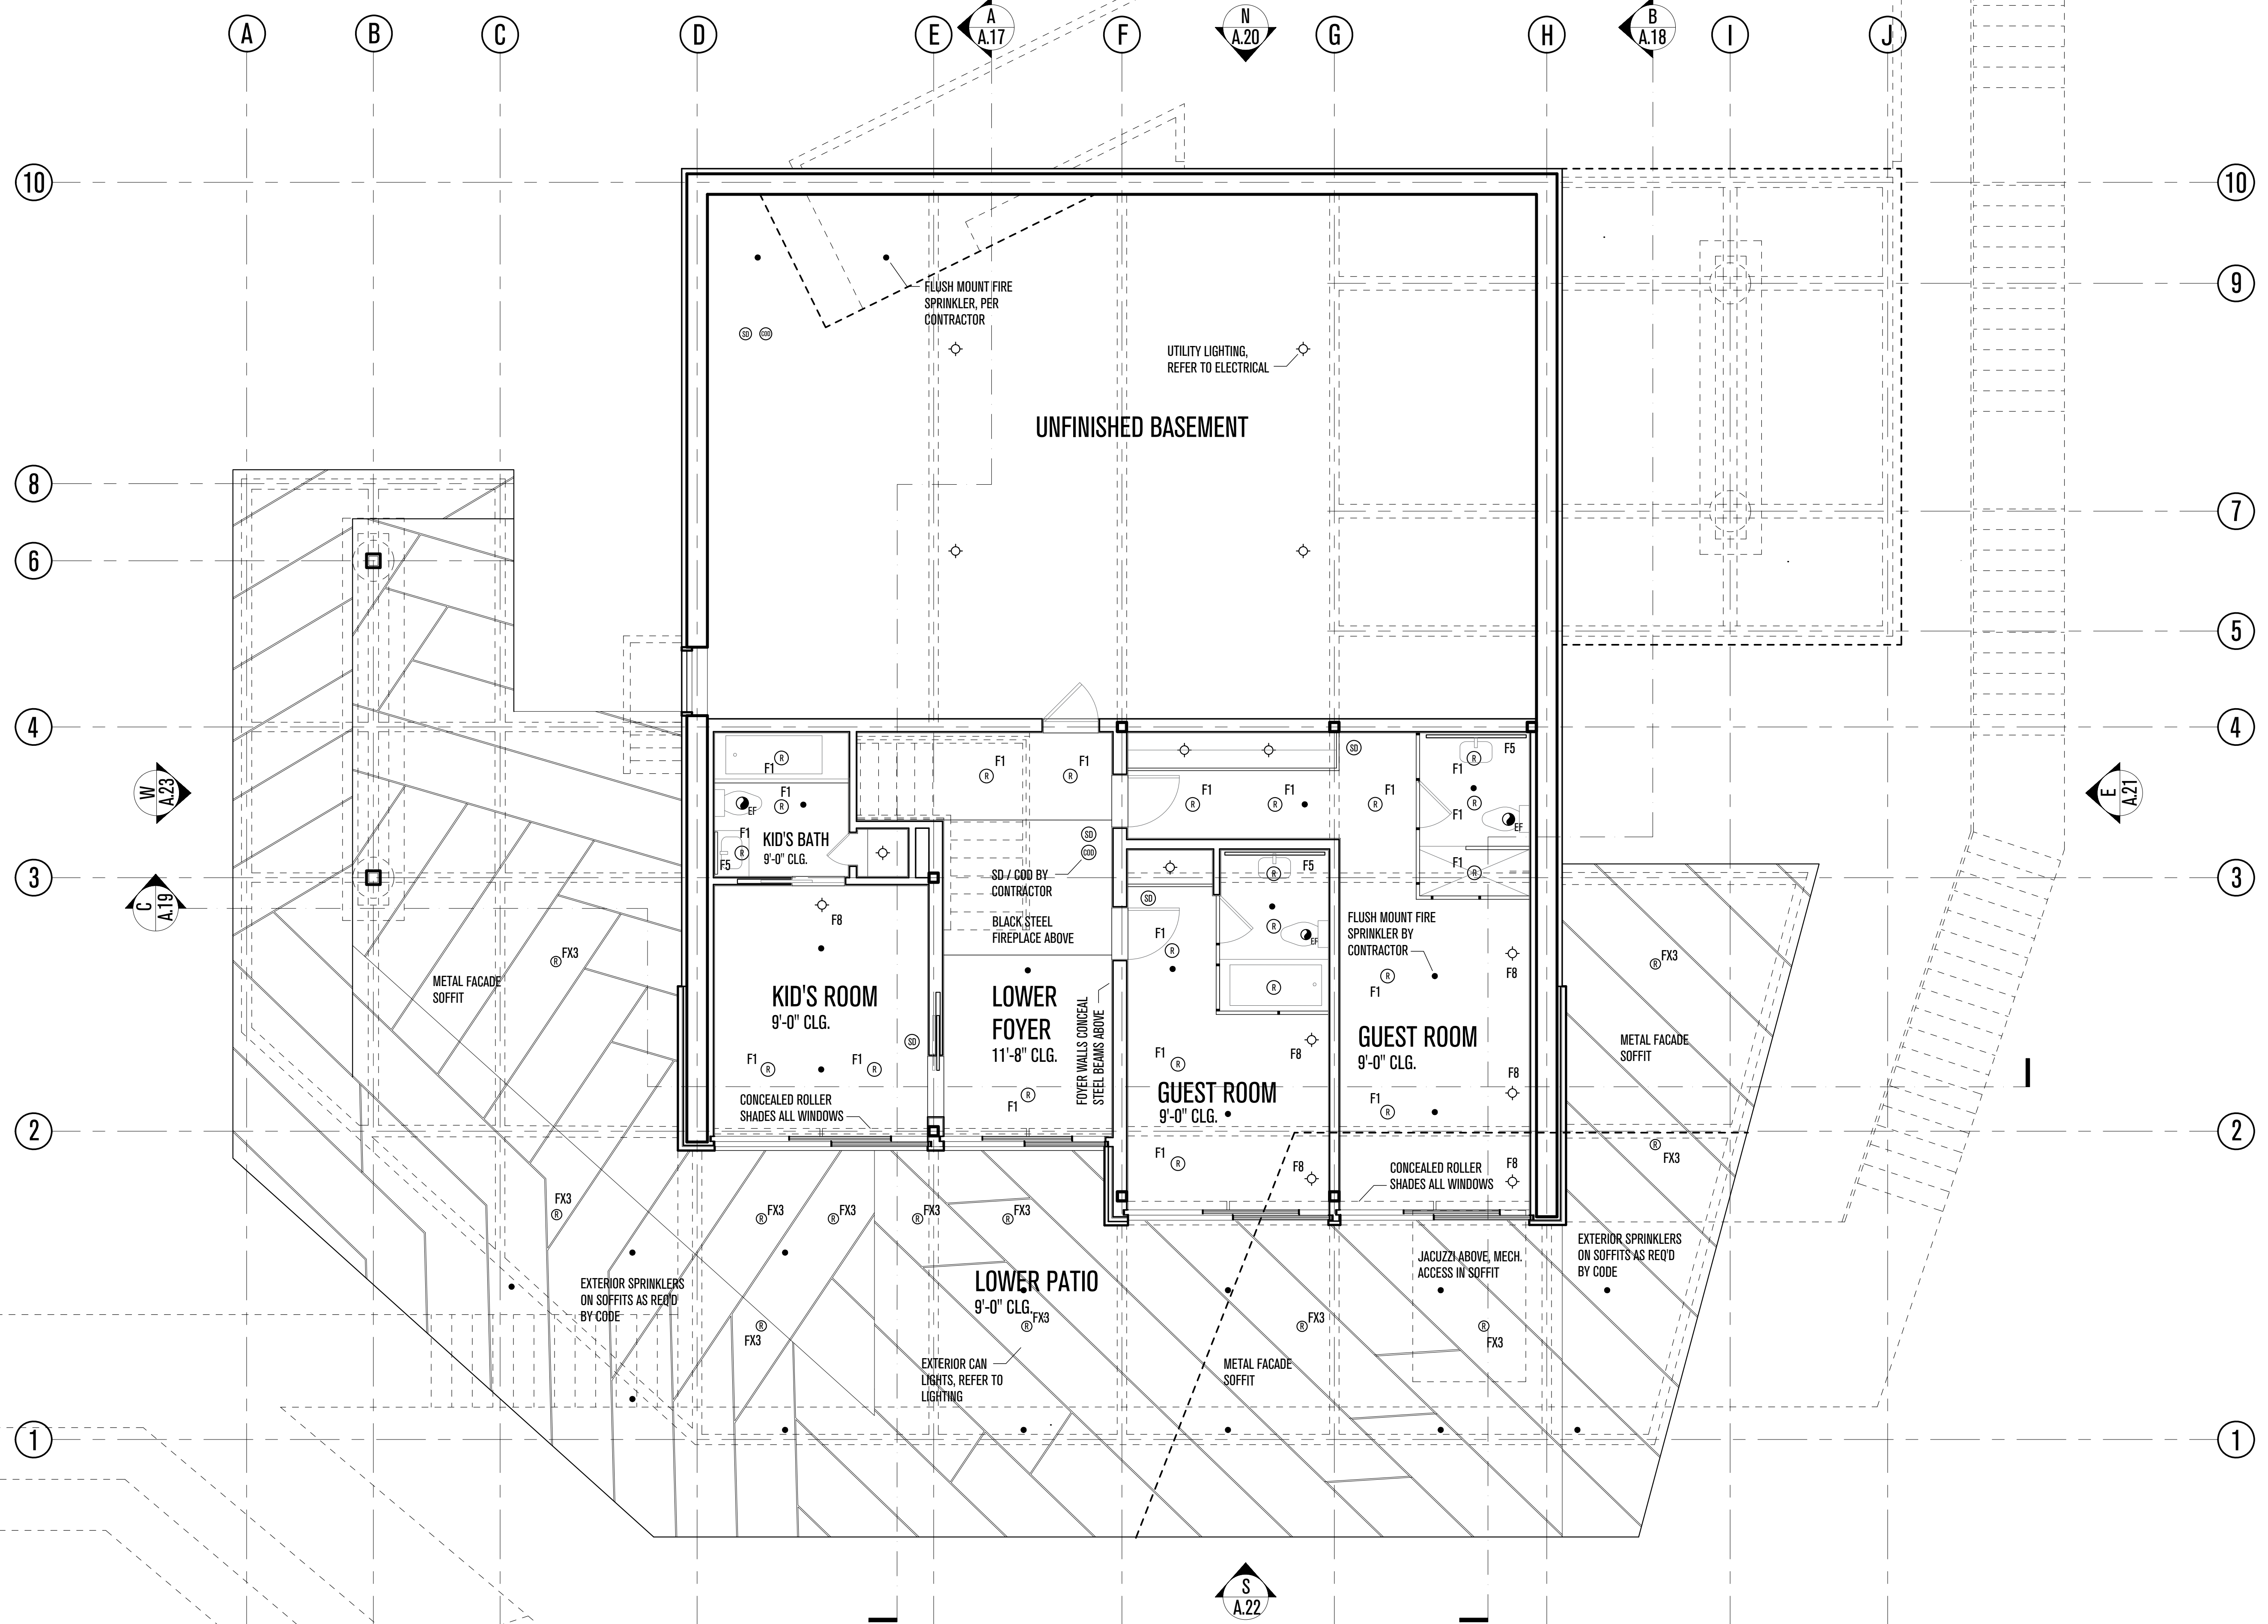 A
B
C
D
E
A
A.17
F
N
A.20
G
H
B
A.18
I
J
10
10
9
FLUSH MOUNT FIRE
SPRINKLER, PER
CONTRACTOR
SD
COD
UTILITY LIGHTING,
REFER TO ELECTRICAL
UNFINISHED BASEMENT
8
7
6
5
4
4
SD
R
F1
F1
R
F1
R
F5
F1
R
W
A.23
E
A.21
F1
R
EF
F1
R
F1
R
F1
R
F1
R
EF
F1
R
F5
KID'S BATH
9'-0" CLG.
SD
COD
SD / COD BY
CONTRACTOR
F1
R
F5
R
3
3
C
A.19
BLACK STEEL
FIREPLACE ABOVE
SD
F8
F1
R
R
EF
FLUSH MOUNT FIRE
SPRINKLER BY
CONTRACTOR
F8
FX3
R
FX3
R
METAL FACADE
SOFFIT
KID'S ROOM
9'-0" CLG.
LOWER
FOYER
11'-8" CLG.
FOYER WALLS CONCEAL
STEEL BEAMS ABOVE
R
R
F1
GUEST ROOM
9'-0" CLG.
METAL FACADE
SOFFIT
SD
F8
F1
R
F1
R
F1
R
F1
R
GUEST ROOM
9'-0" CLG.
F8
F1
R
CONCEALED ROLLER
SHADES ALL WINDOWS
2
2
F1
R
F8
CONCEALED ROLLER
SHADES ALL WINDOWS
F8
R
FX3
FX3
R
FX3
R
FX3
R
FX3
R
FX3
R
EXTERIOR SPRINKLERS
ON SOFFITS AS REQ'D
BY CODE
LOWER PATIO
9'-0" CLG.
JACUZZI ABOVE, MECH.
ACCESS IN SOFFIT
EXTERIOR SPRINKLERS
ON SOFFITS AS REQ'D
BY CODE
R
FX3
FX3
R
FX3
R
R
FX3
EXTERIOR CAN
LIGHTS, REFER TO
LIGHTING
METAL FACADE
SOFFIT
1
1
S
A.22